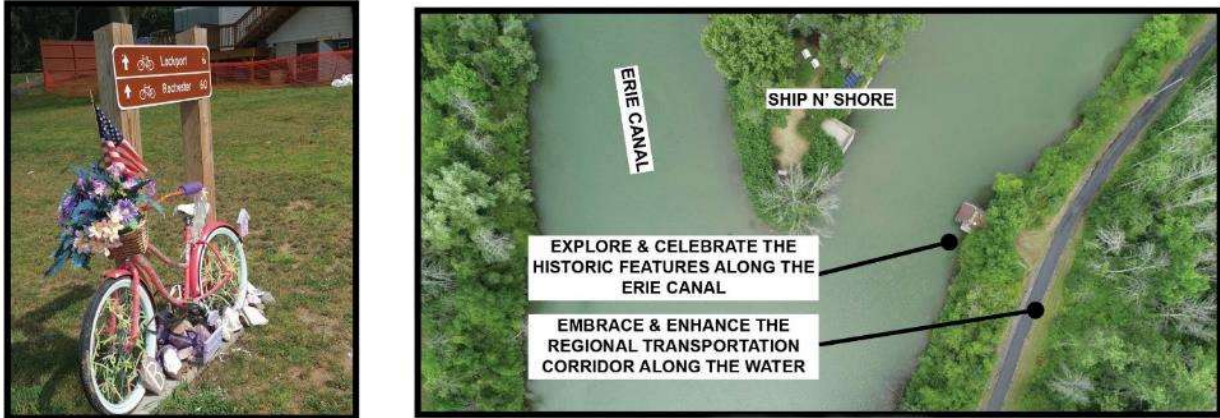 Lockport 6
Rochester 60
ERIE CANAL
SHIP N' SHORE
EXPLORE & CELEBRATE THE
HISTORIC FEATURES ALONG THE
ERIE CANAL
EMBRACE & ENHANCE THE
REGIONAL TRANSPORTATION
CORRIDOR ALONG THE WATER